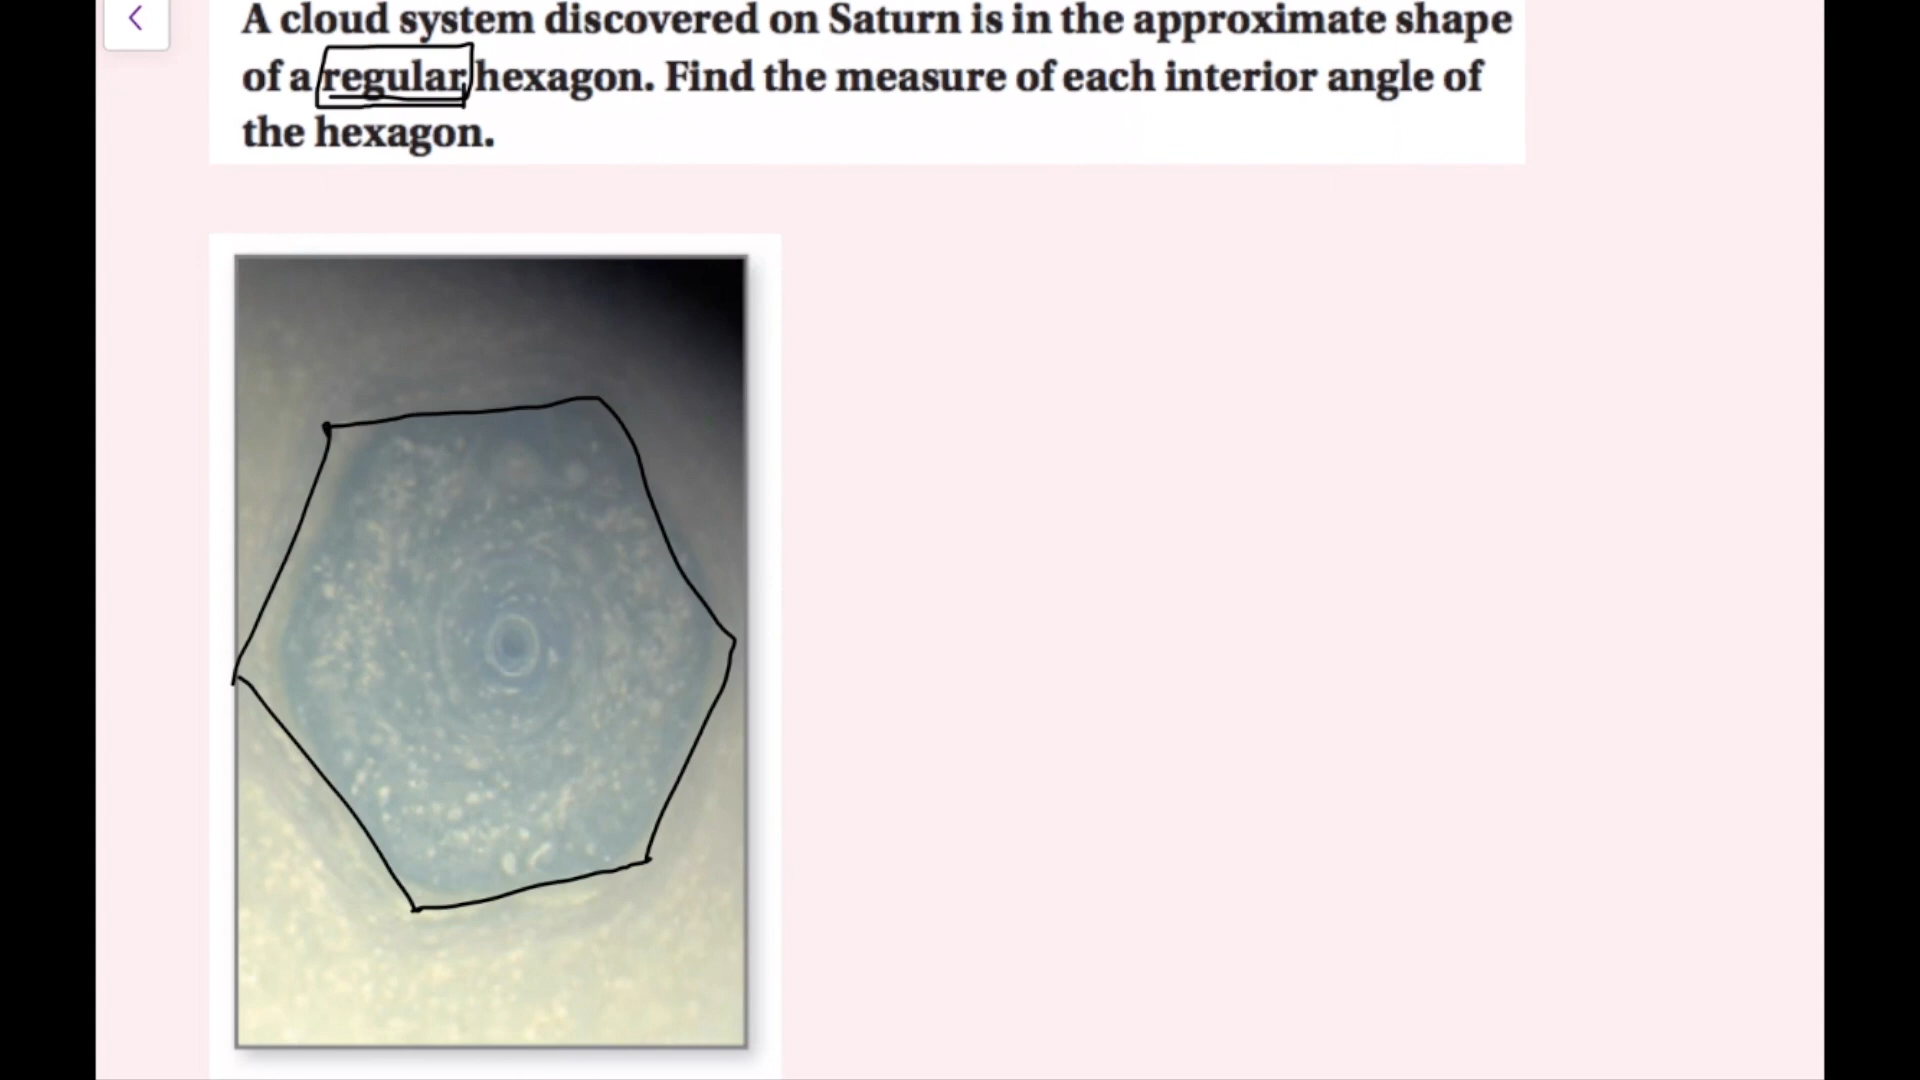 A cloud system discovered on Saturn is in the approximate shape
of a regular hexagon. Find the measure of each interior angle of
the hexagon.